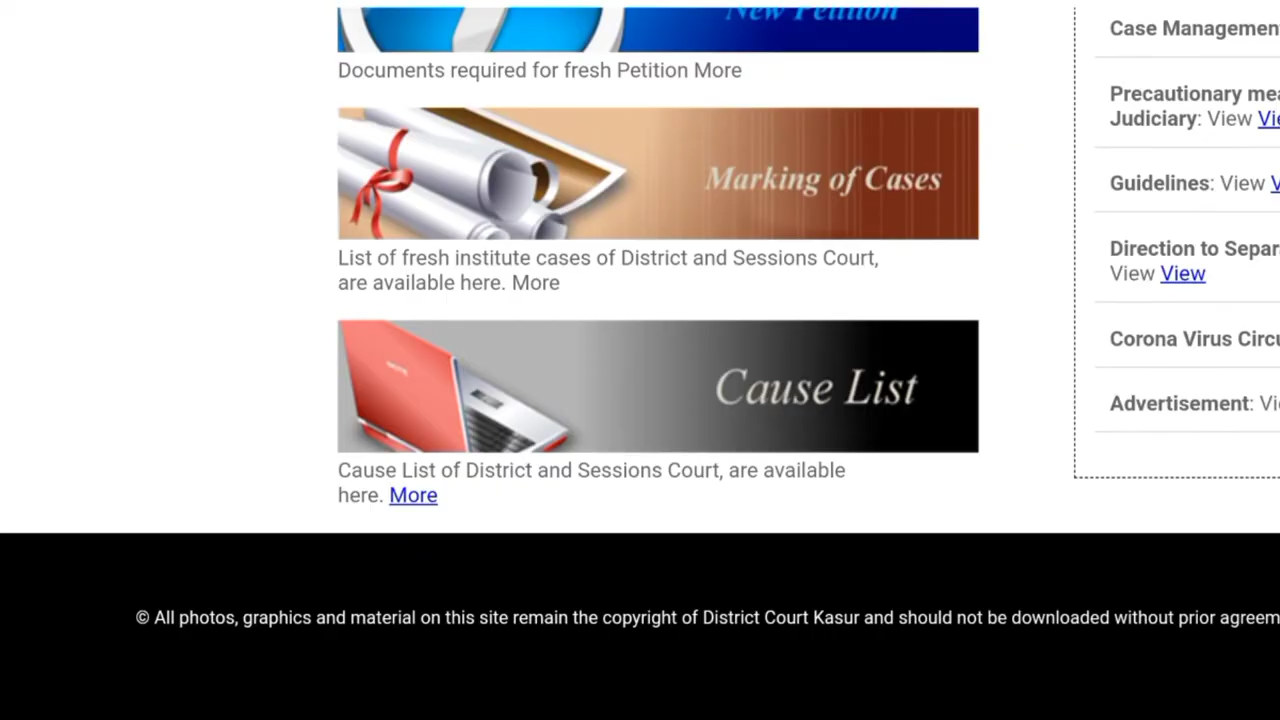 New Petition
Documents required for fresh Petition More
Marking of Cases
List of fresh institute cases of District and Sessions Court,
are available here. More
NOTE
Cause List
Cause List of District and Sessions Court, are available
here. More
Case Managemen
Precautionary mea
Judiciary: View Vie
Guidelines: View V
Direction to Separ
View View
Corona Virus Circu
Advertisement: Vi
© All photos, graphics and material on this site remain the copyright of District Court Kasur and should not be downloaded without prior agreem